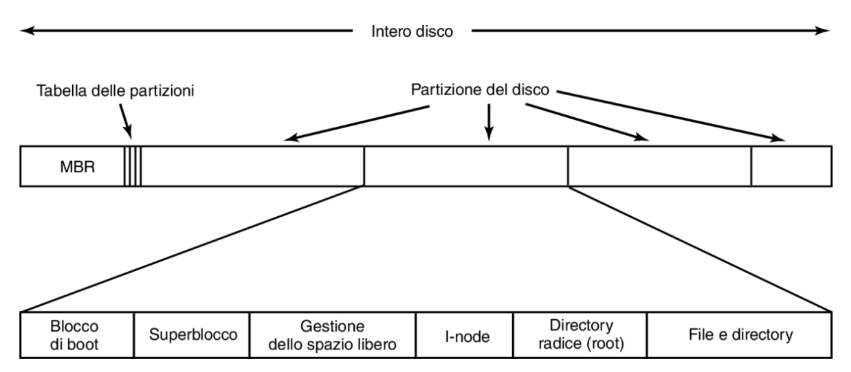 Intero disco
Tabella delle partizioni
Partizione del disco
MBR
Blocco
di boot
Superblocco
Gestione
dello spazio libero
I-node
Directory
radice (root)
File e directory